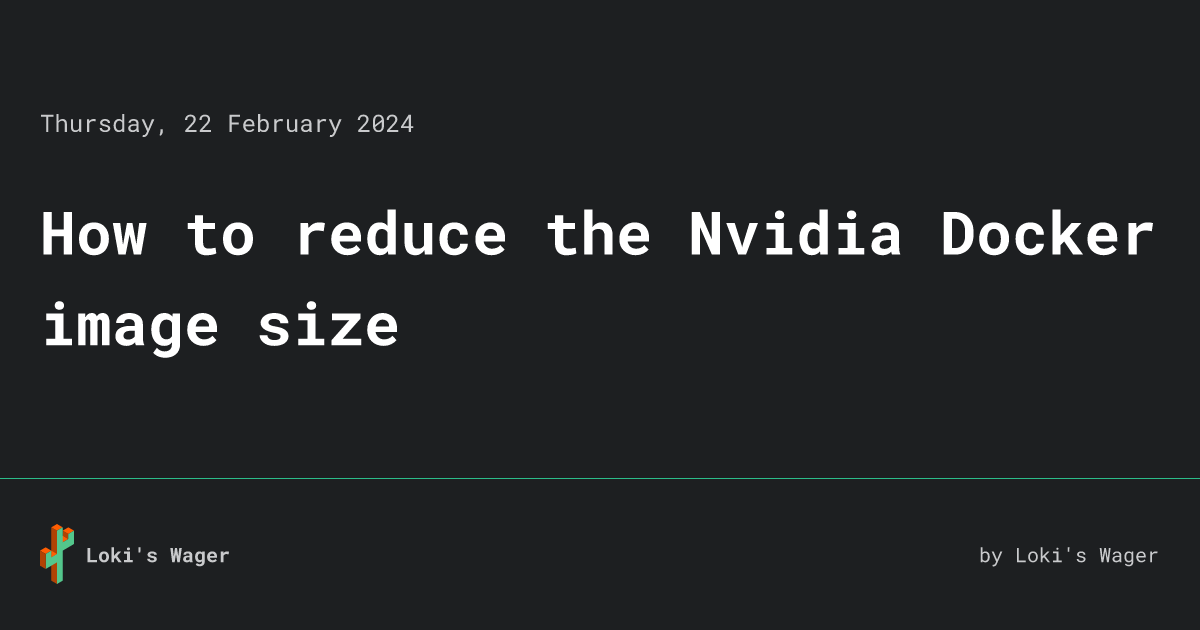 Thursday, 22 February 2024
How to reduce the Nvidia Docker
image size
Loki's Wager
by Loki's Wager